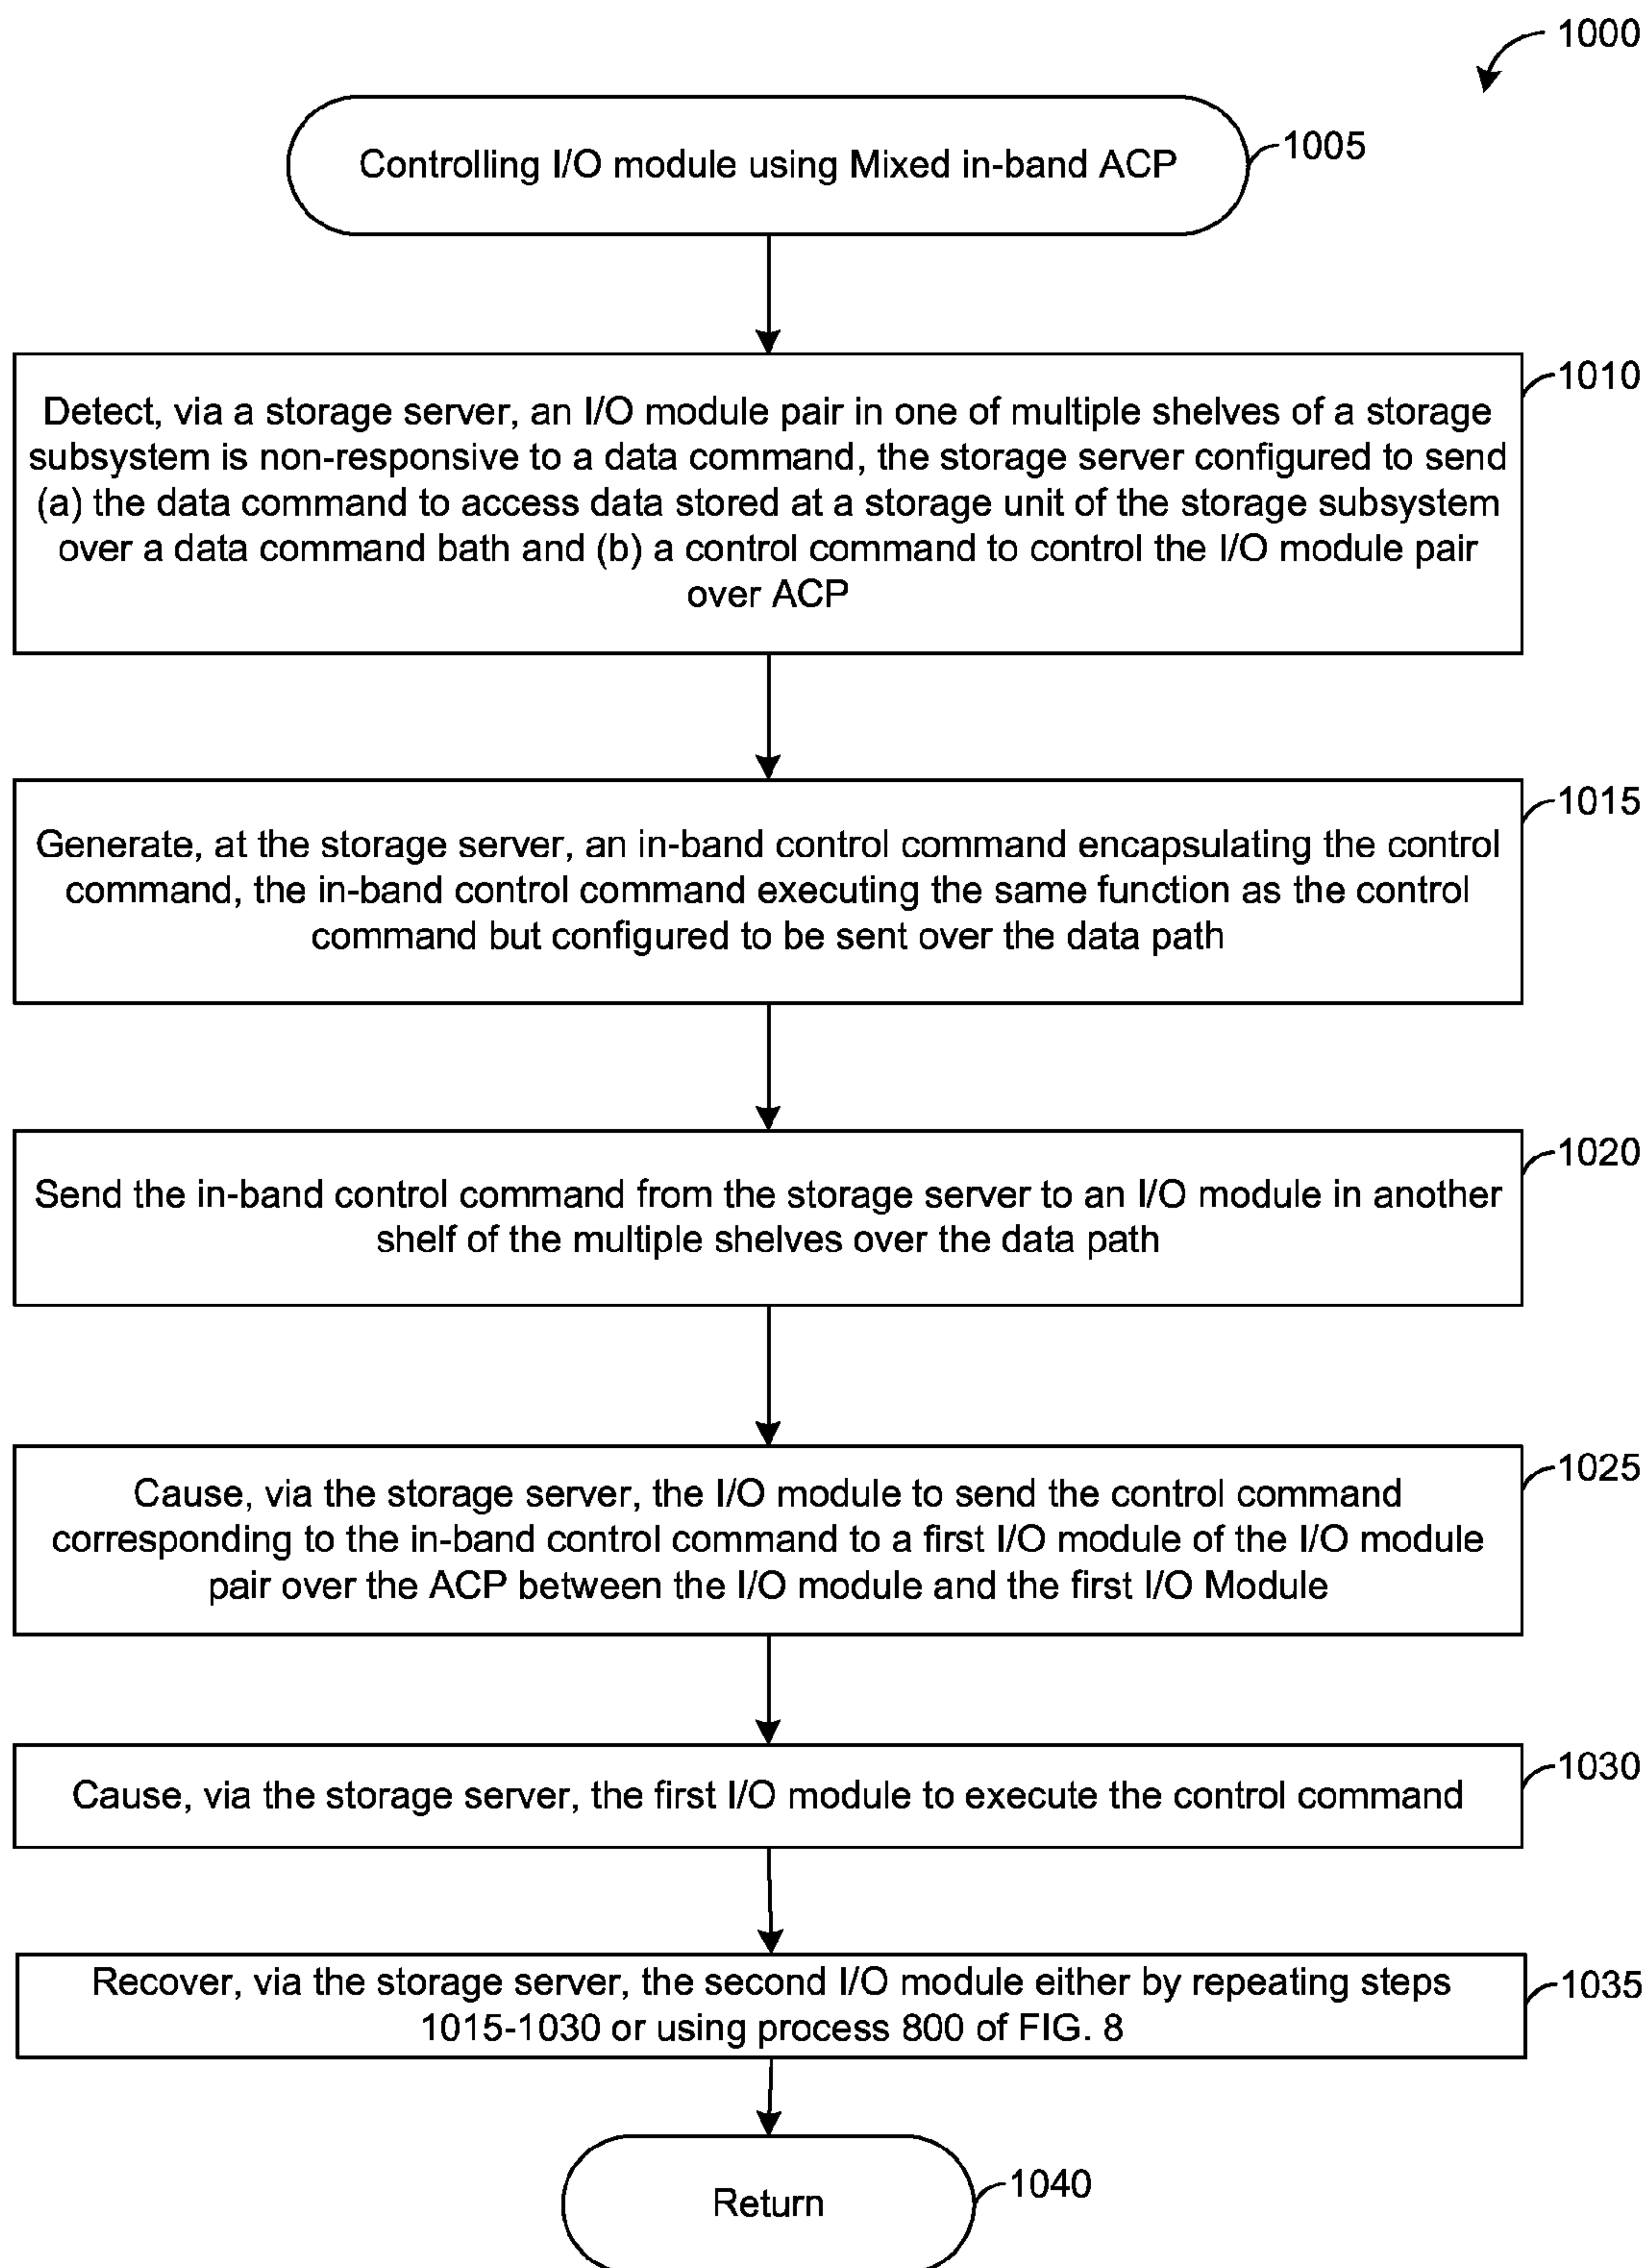 1000
Controlling I/O module using Mixed in-band ACP
1005
Detect, via a storage server, an I/O module pair in one of multiple shelves of a storage
subsystem is non-responsive to a data command, the storage server configured to send
(a) the data command to access data stored at a storage unit of the storage subsystem
over a data command bath and (b) a control command to control the I/O module pair
over ACP
1010
Generate, at the storage server, an in-band control command encapsulating the control
command, the in-band control command executing the same function as the control
command but configured to be sent over the data path
1015
Send the in-band control command from the storage server to an I/O module in another
shelf of the multiple shelves over the data path
1020
Cause, via the storage server, the I/O module to send the control command
corresponding to the in-band control command to a first I/O module of the I/O module
pair over the ACP between the I/O module and the first I/O Module
1025
Cause, via the storage server, the first I/O module to execute the control command
1030
Recover, via the storage server, the second I/O module either by repeating steps
1015-1030 or using process 800 of FIG. 8
1035
Return
1040